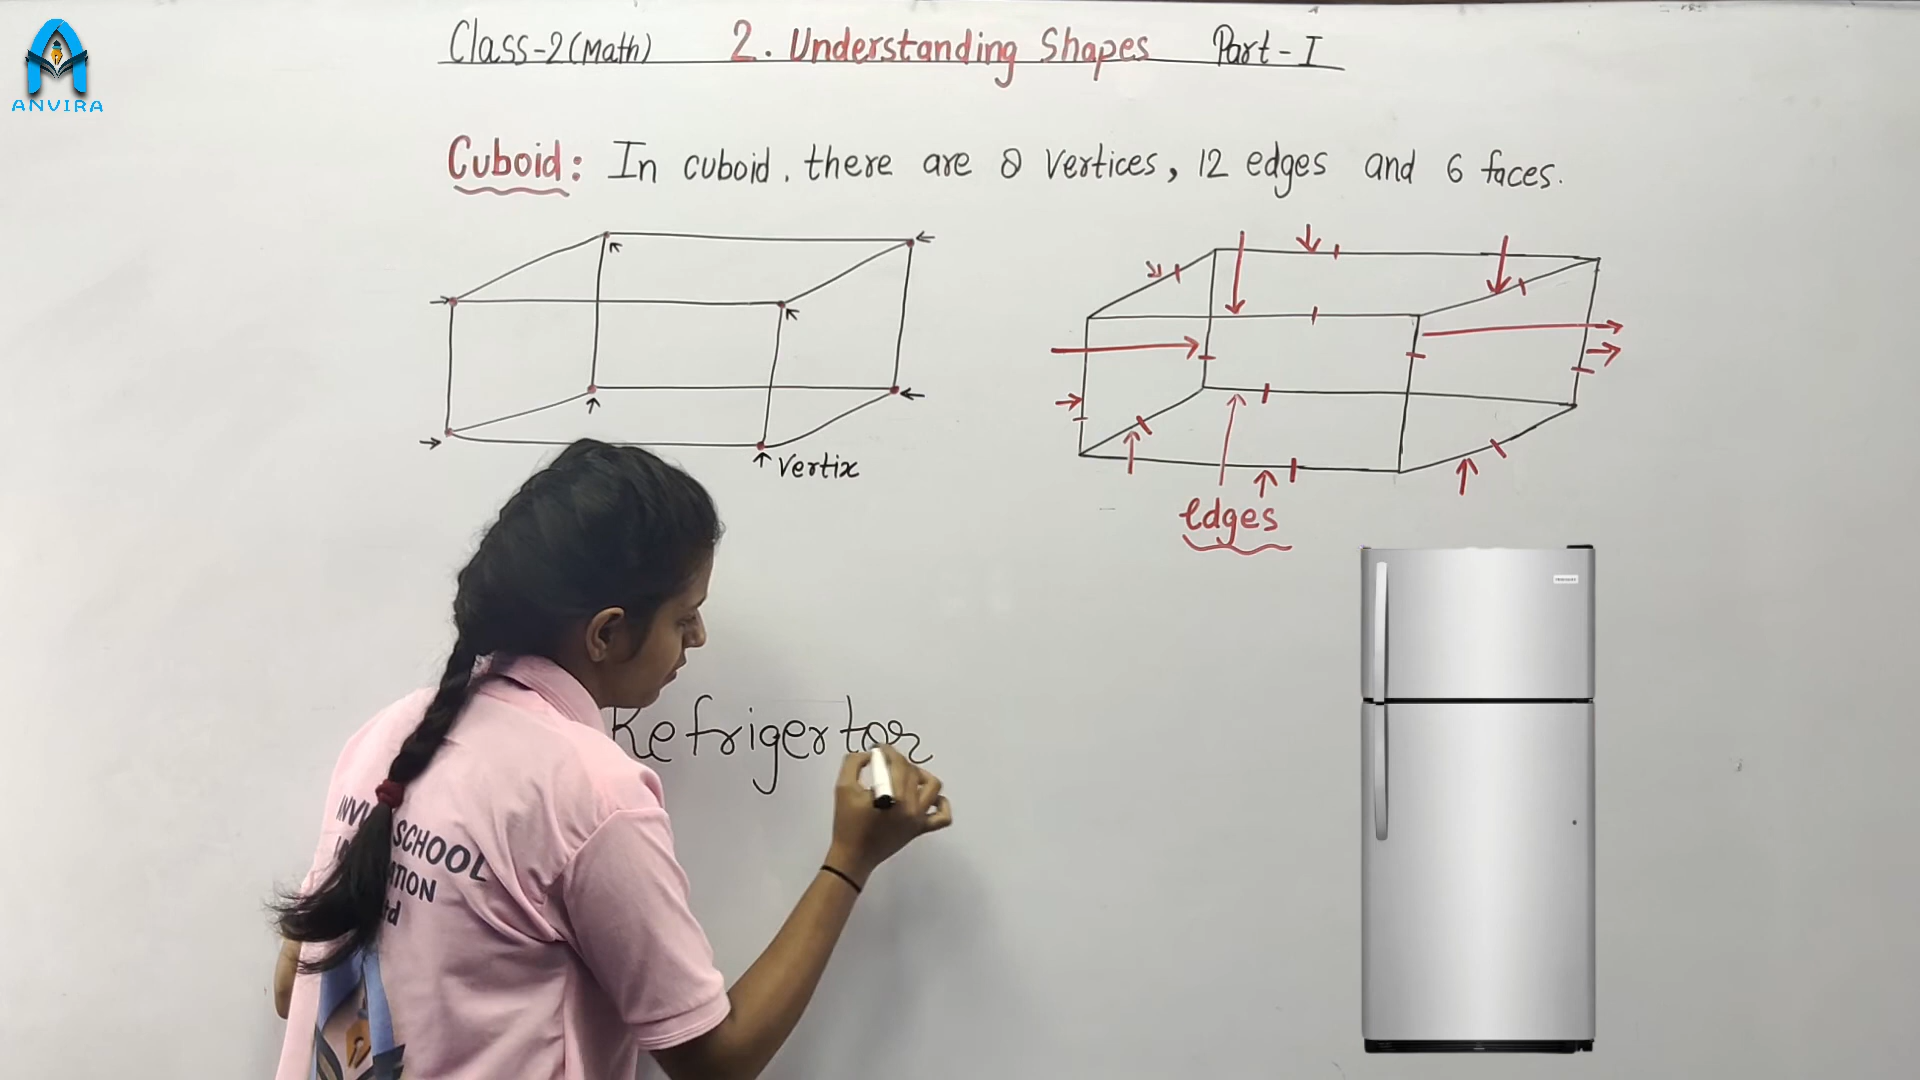 ANVIRA
Class-2(Math) 2. Understanding Shapes Part-I
Cuboid: In cuboid. there are 8 vertices, 12 edges and 6 faces.
Vertix
edges
Refrigertor
SCHOOL